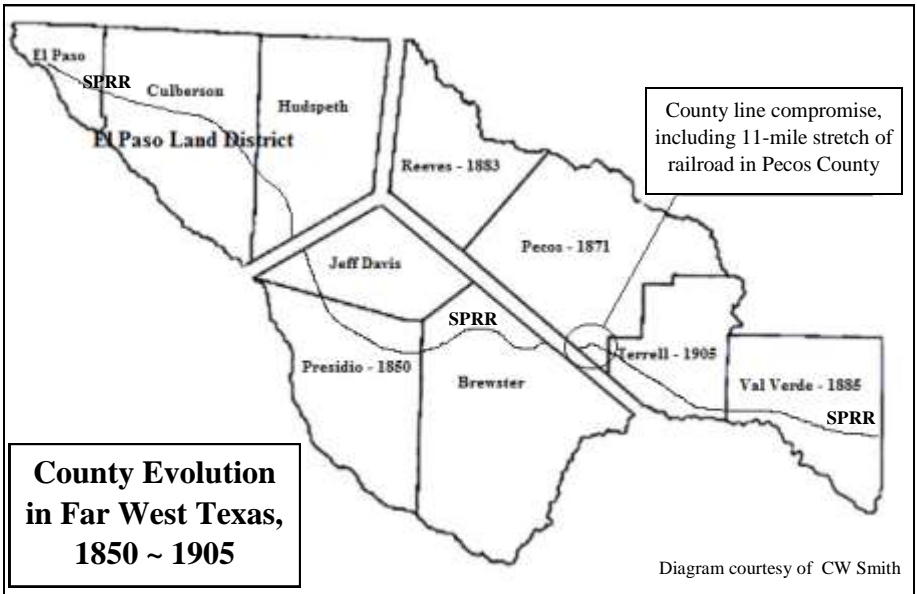 El Paso
SPRR
Culberson
Hudspeth
El Paso Land District
County line compromise,
including 11-mile stretch of
railroad in Pecos County
Reeves - 1883
Pecos - 1871
Jeff Davis
SPRR
Presidio - 1850
Brewster
Terrell - 1905
Val Verde - 1885
SPRR
County Evolution
in Far West Texas,
1850 ~ 1905
Diagram courtesy of CW Smith